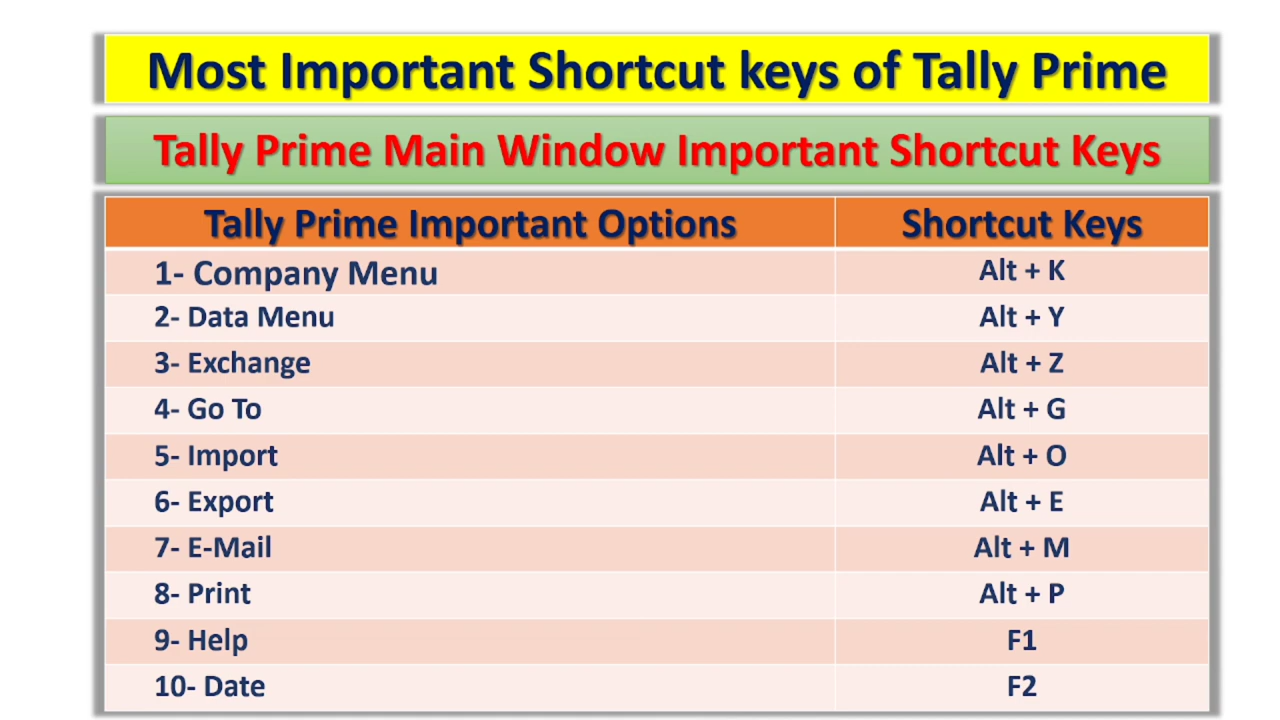 Most Important Shortcut keys of Tally Prime
Tally Prime Main Window Important Shortcut Keys
Tally Prime Important Options Shortcut Keys
1- Company Menu Alt + K
2- Data Menu Alt + Y
3- Exchange Alt + Z
4- Go To Alt + G
5- Import Alt + O
6- Export Alt + E
7- E-Mail Alt + M
8- Print Alt + P
9- Help F1
10- Date F2